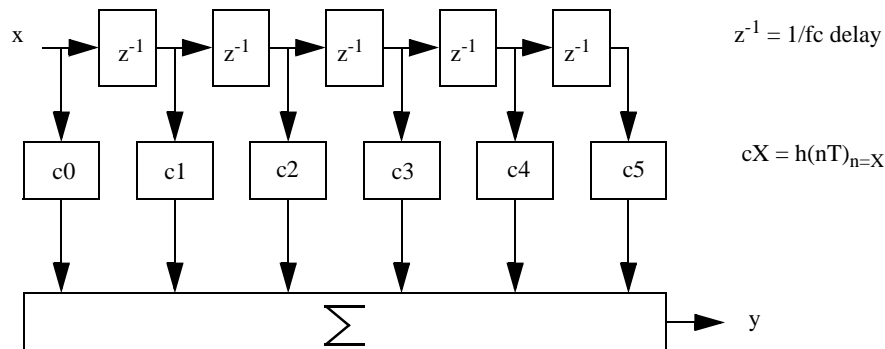 x
z⁻¹ z⁻¹ z⁻¹ z⁻¹ z⁻¹
z⁻¹ = 1/fc delay
c0 c1 c2 c3 c4 c5
cX = h(nT)ₙ₌X
∑
y